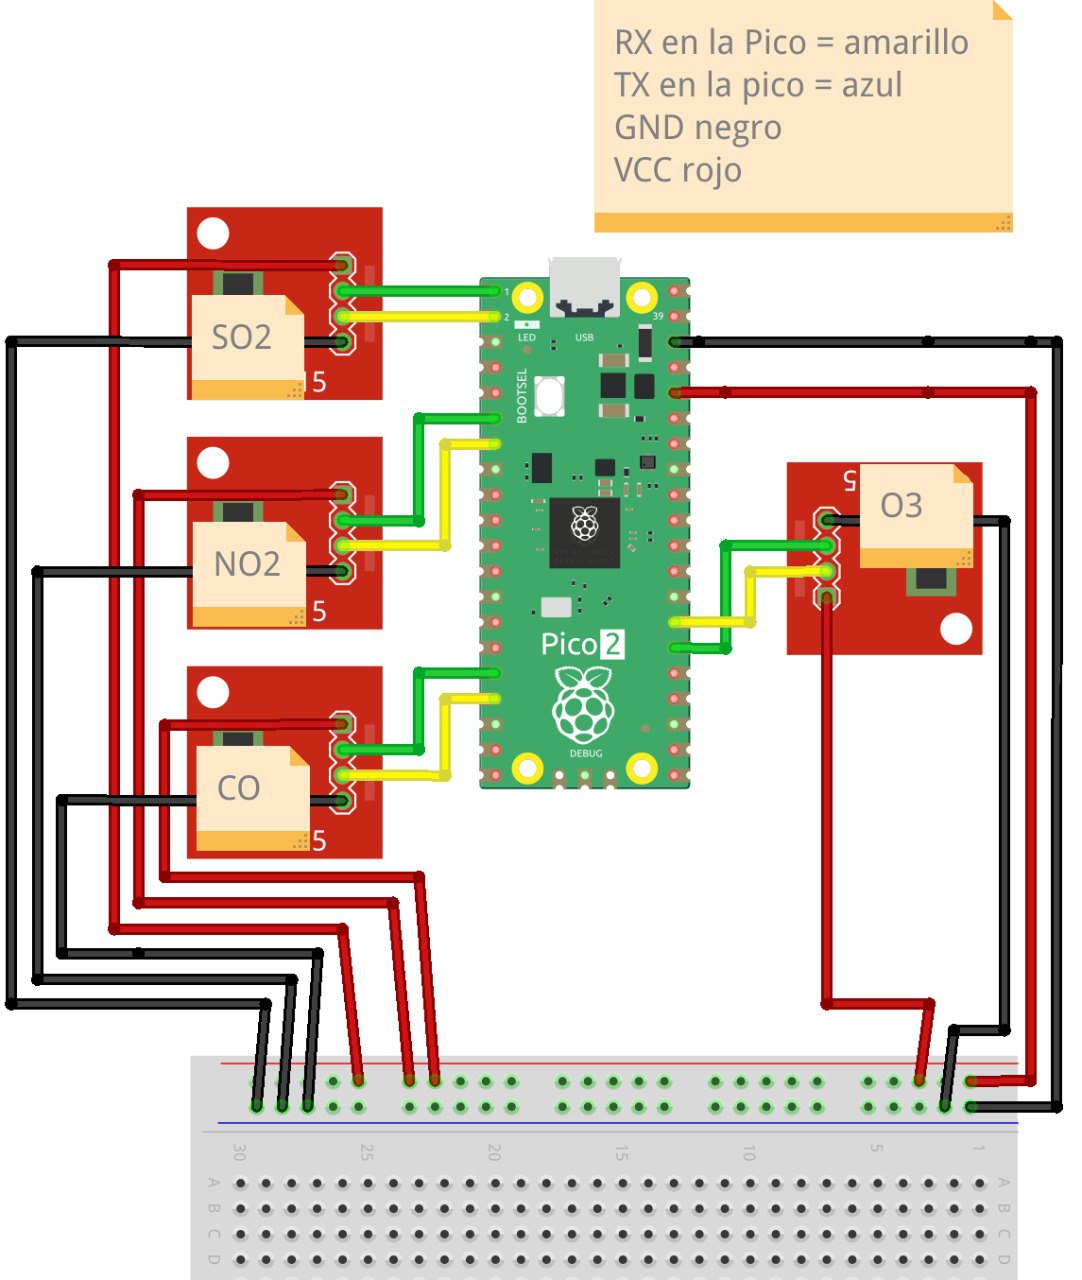 RX en la Pico = amarillo
TX en la pico = azul
GND negro
VCC rojo
SO2
15
1
2
39
LED
USB
BOOTSEL
NO2
5
O3
5
Pico 2
CO
5
DEBUG
30
25
20
15
10
5
1
A
A
B
B
C
C
D
D